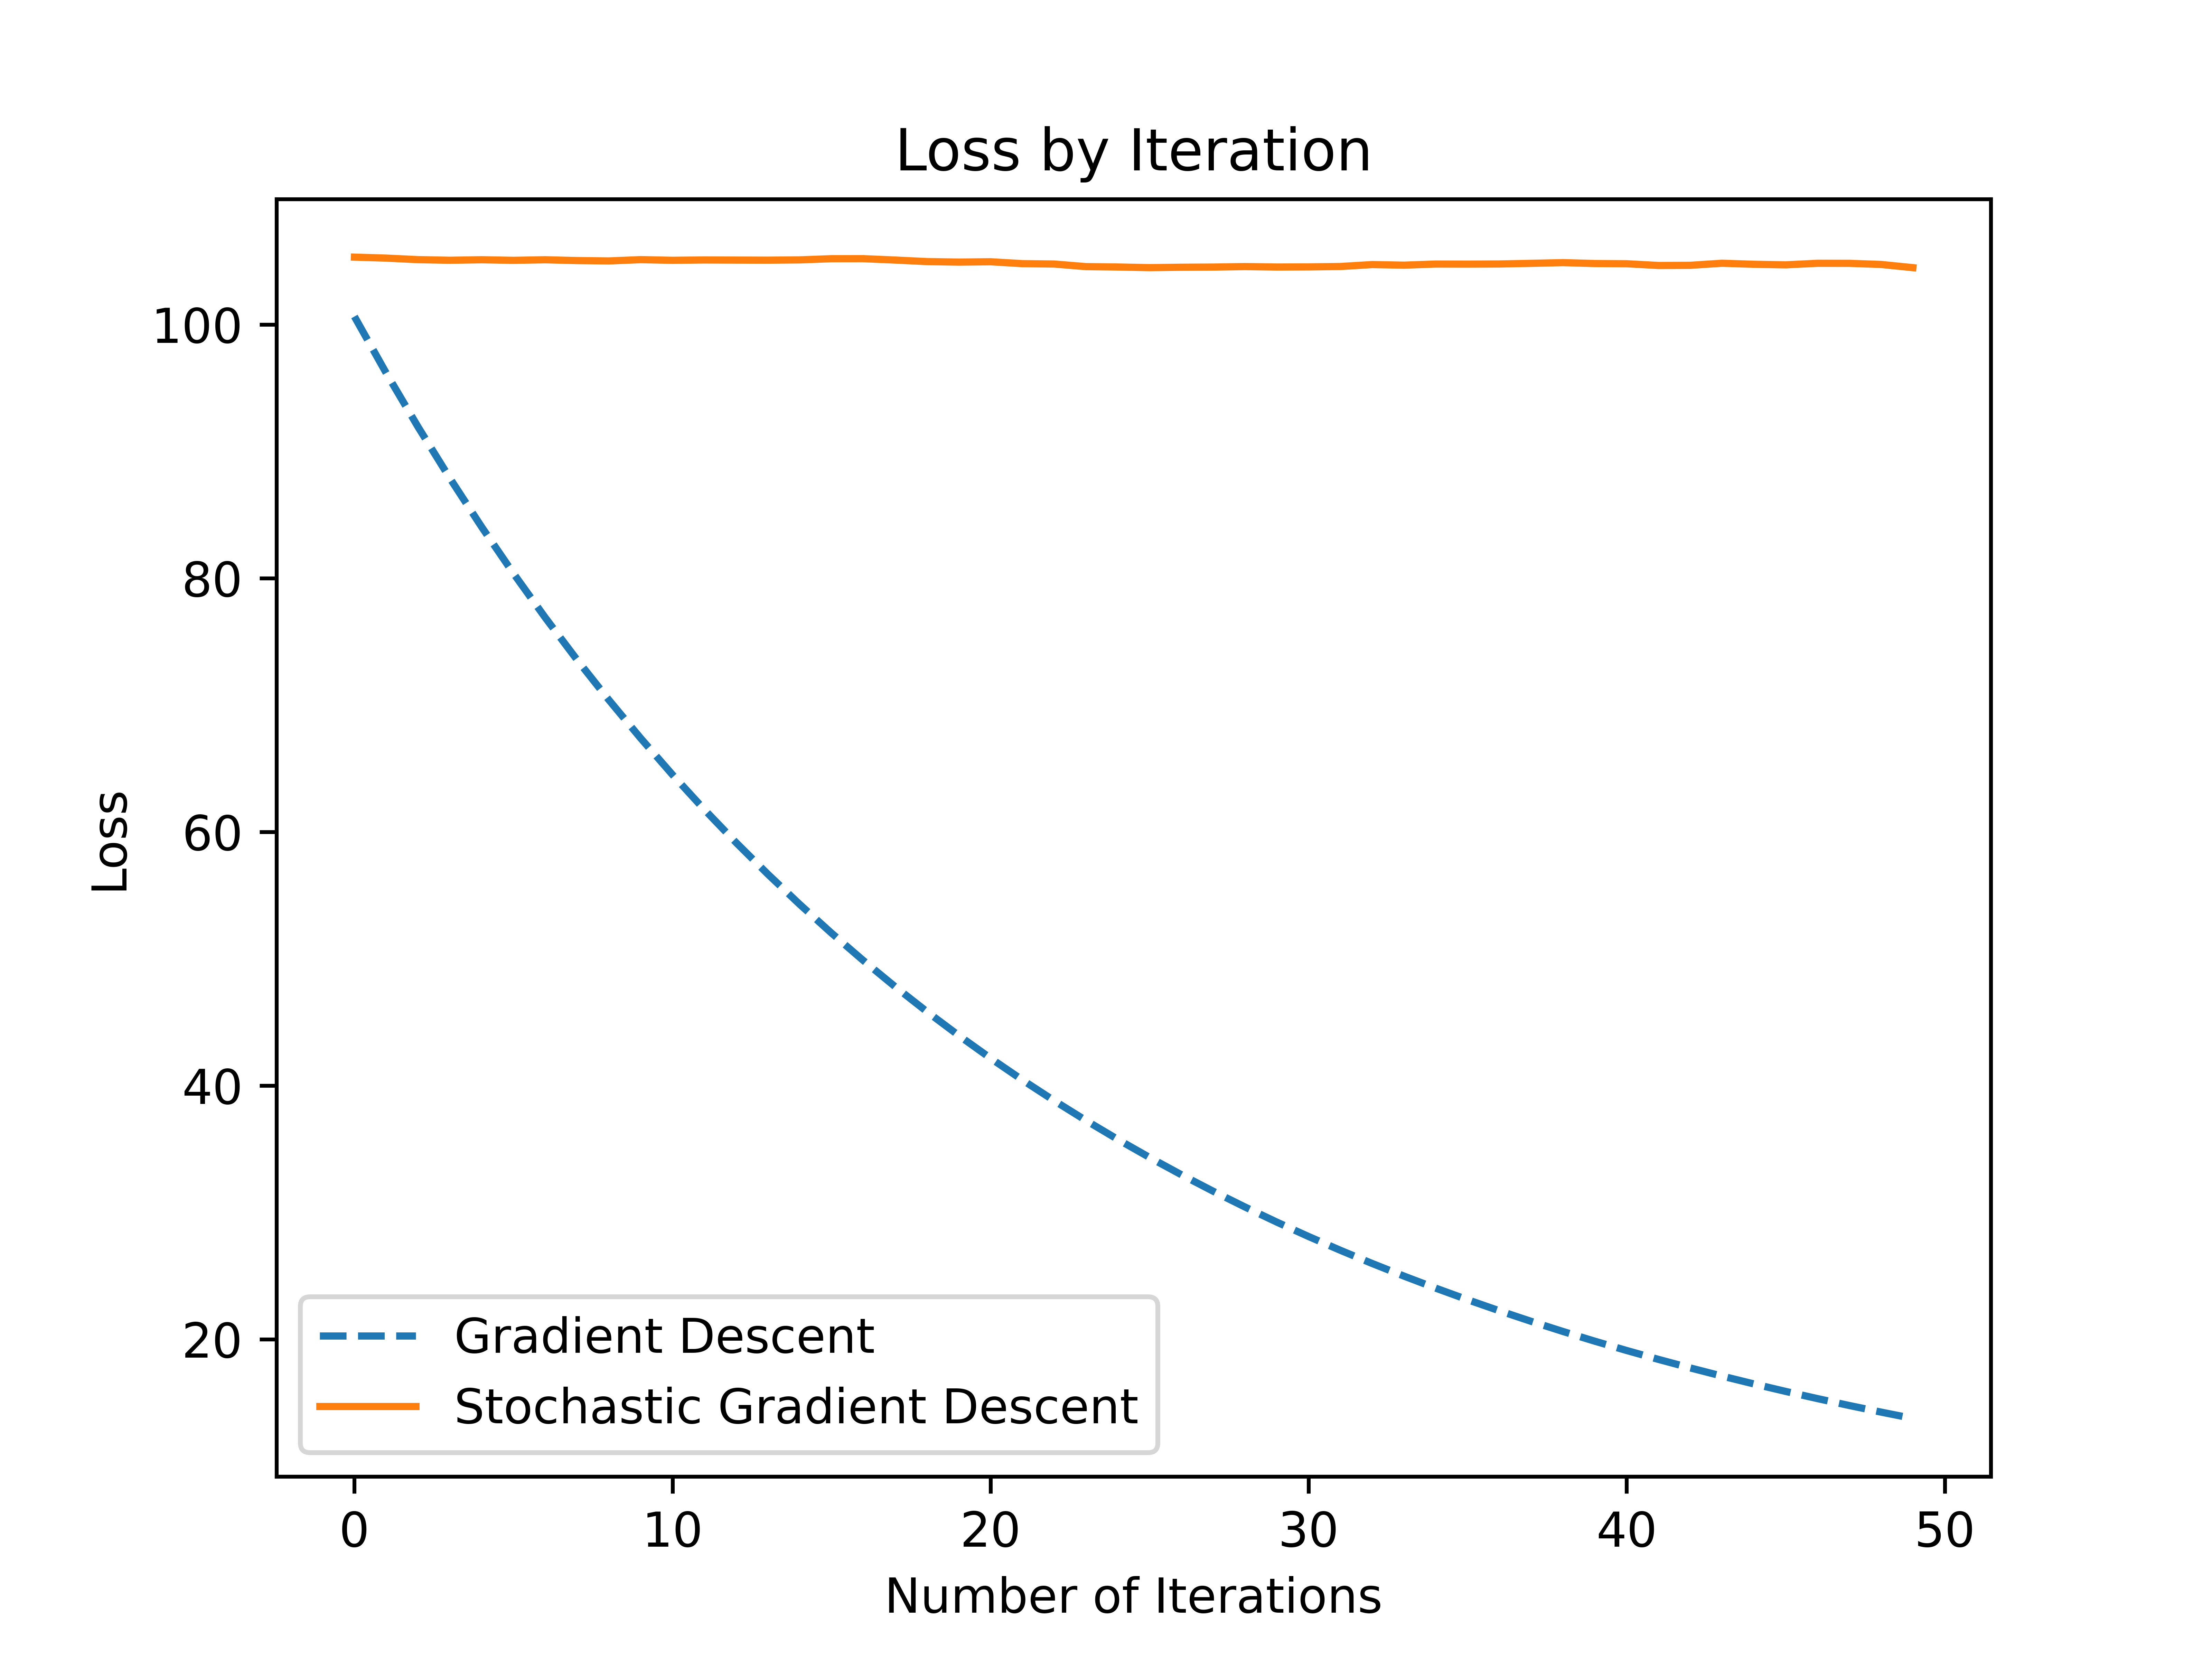 Loss by Iteration
100
80
60
40
20
Loss
Gradient Descent
Stochastic Gradient Descent
0 10 20 30 40 50
Number of Iterations